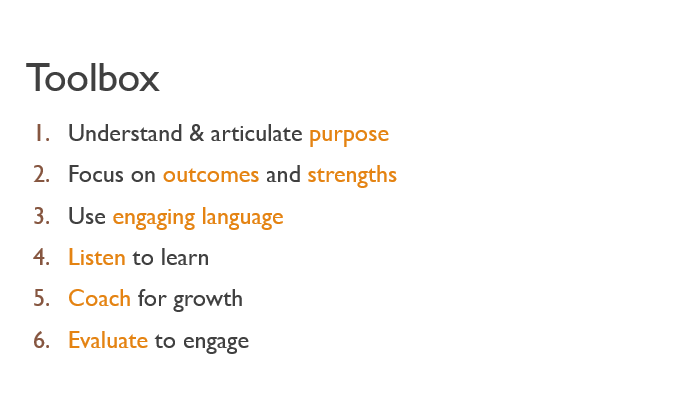 Toolbox
1. Understand & articulate purpose
2. Focus on outcomes and strengths
3. Use engaging language
4. Listen to learn
5. Coach for growth
6. Evaluate to engage